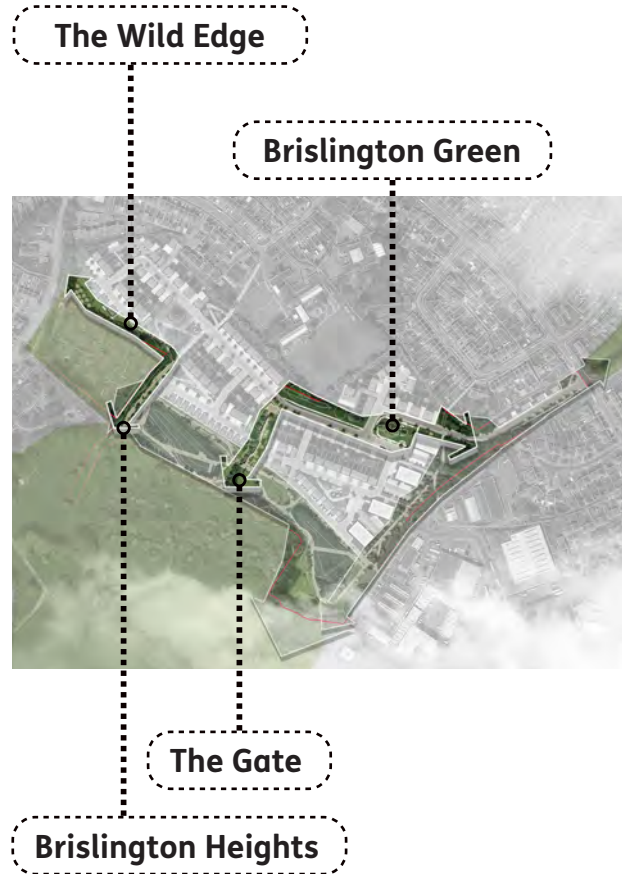 The Wild Edge
Brislington Green
The Gate
Brislington Heights